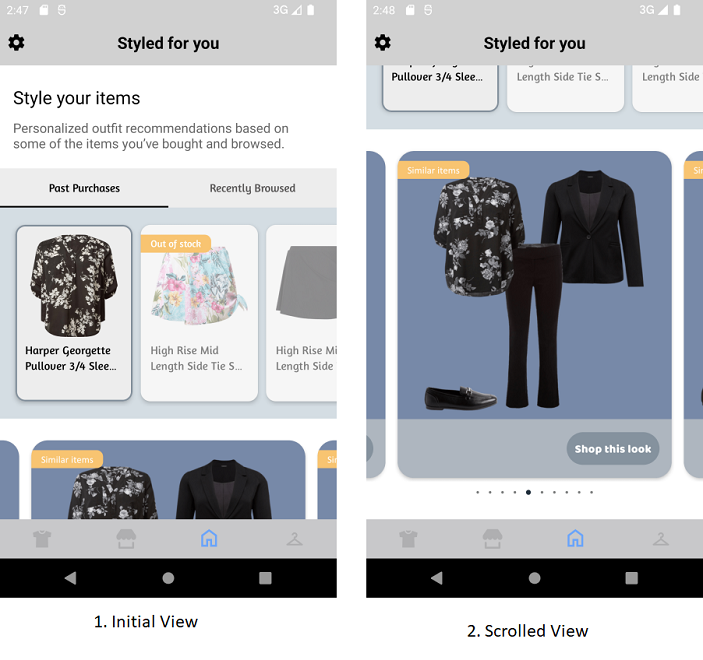 2:47
3G
Styled for you
Style your items
Personalized outfit recommendations based on
some of the items you've bought and browsed.
Past Purchases
Recently Browsed
Out of stock
Harper Georgette
Pullover 3/4 Slee...
High Rise Mid
Length Side Tie S...
High Rise Mi
Length Side
Similar items
Si
1. Initial View
2:48
3G
Styled for you
Pullover 3/4 Slee...
Length Side Tie S...
Length Side
Similar items
Si
Shop this look
2. Scrolled View